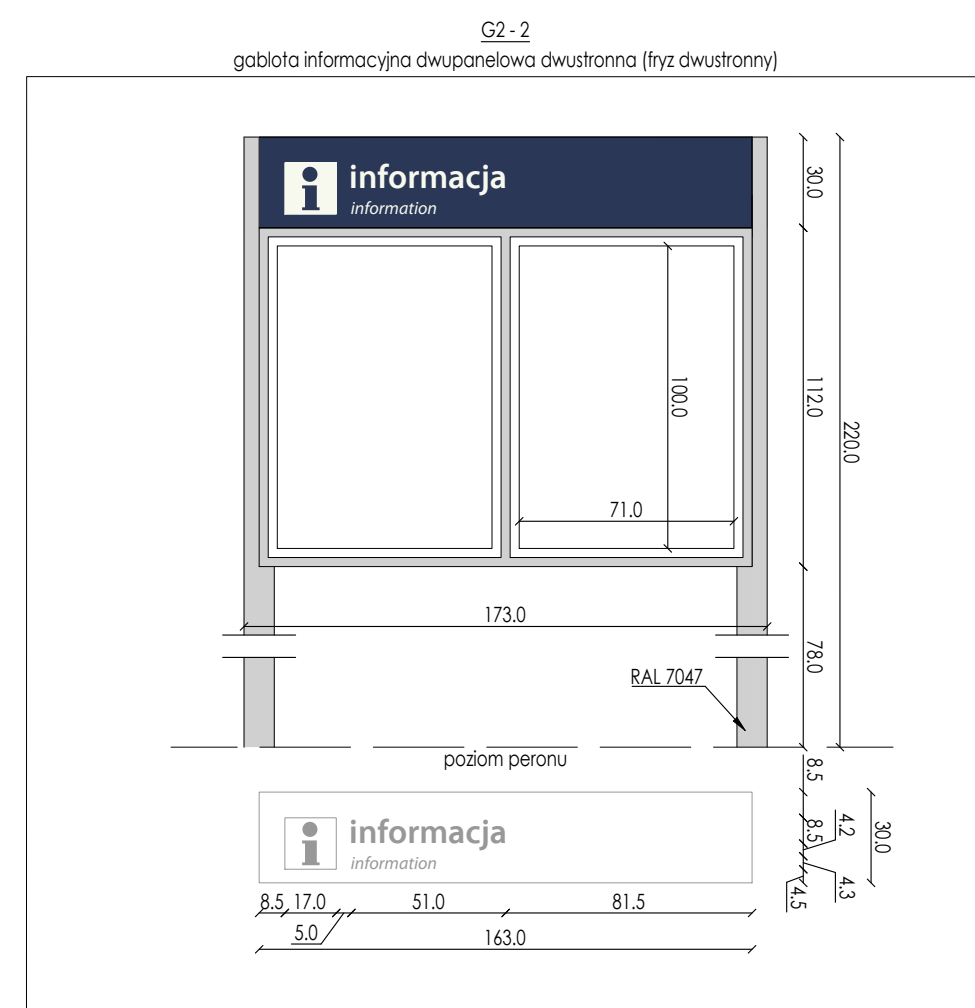 G2 - 2
gablota informacyjna dwupanelowa dwustronna (fryz dwustronny)
informacja
information
30.0
112.0
220.0
100.0
71.0
173.0
78.0
RAL 7047
poziom peronu
8.5
informacja
information
8.5
4.2
30.0
4.3
4.5
8.5 17.0 51.0 81.5
5.0
163.0